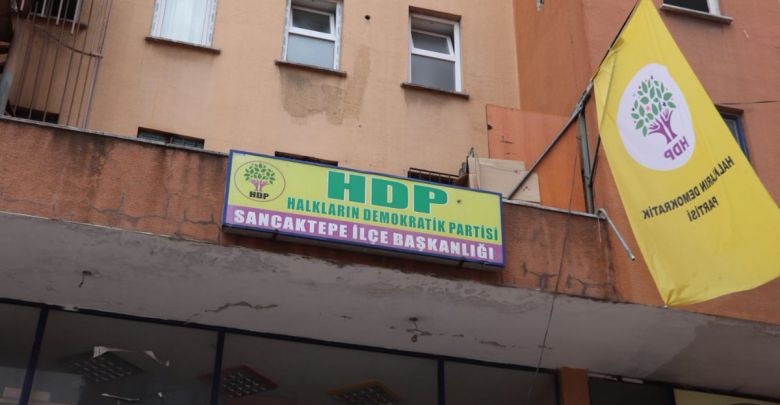 HDP
HDP
HALKLARIN DEMOKRATİK PARTİSİ
SANCAKTEPE İLÇE BAŞKANLIĞI
HDP
HALKLARIN DEMOKRATİK
PARTİSİ